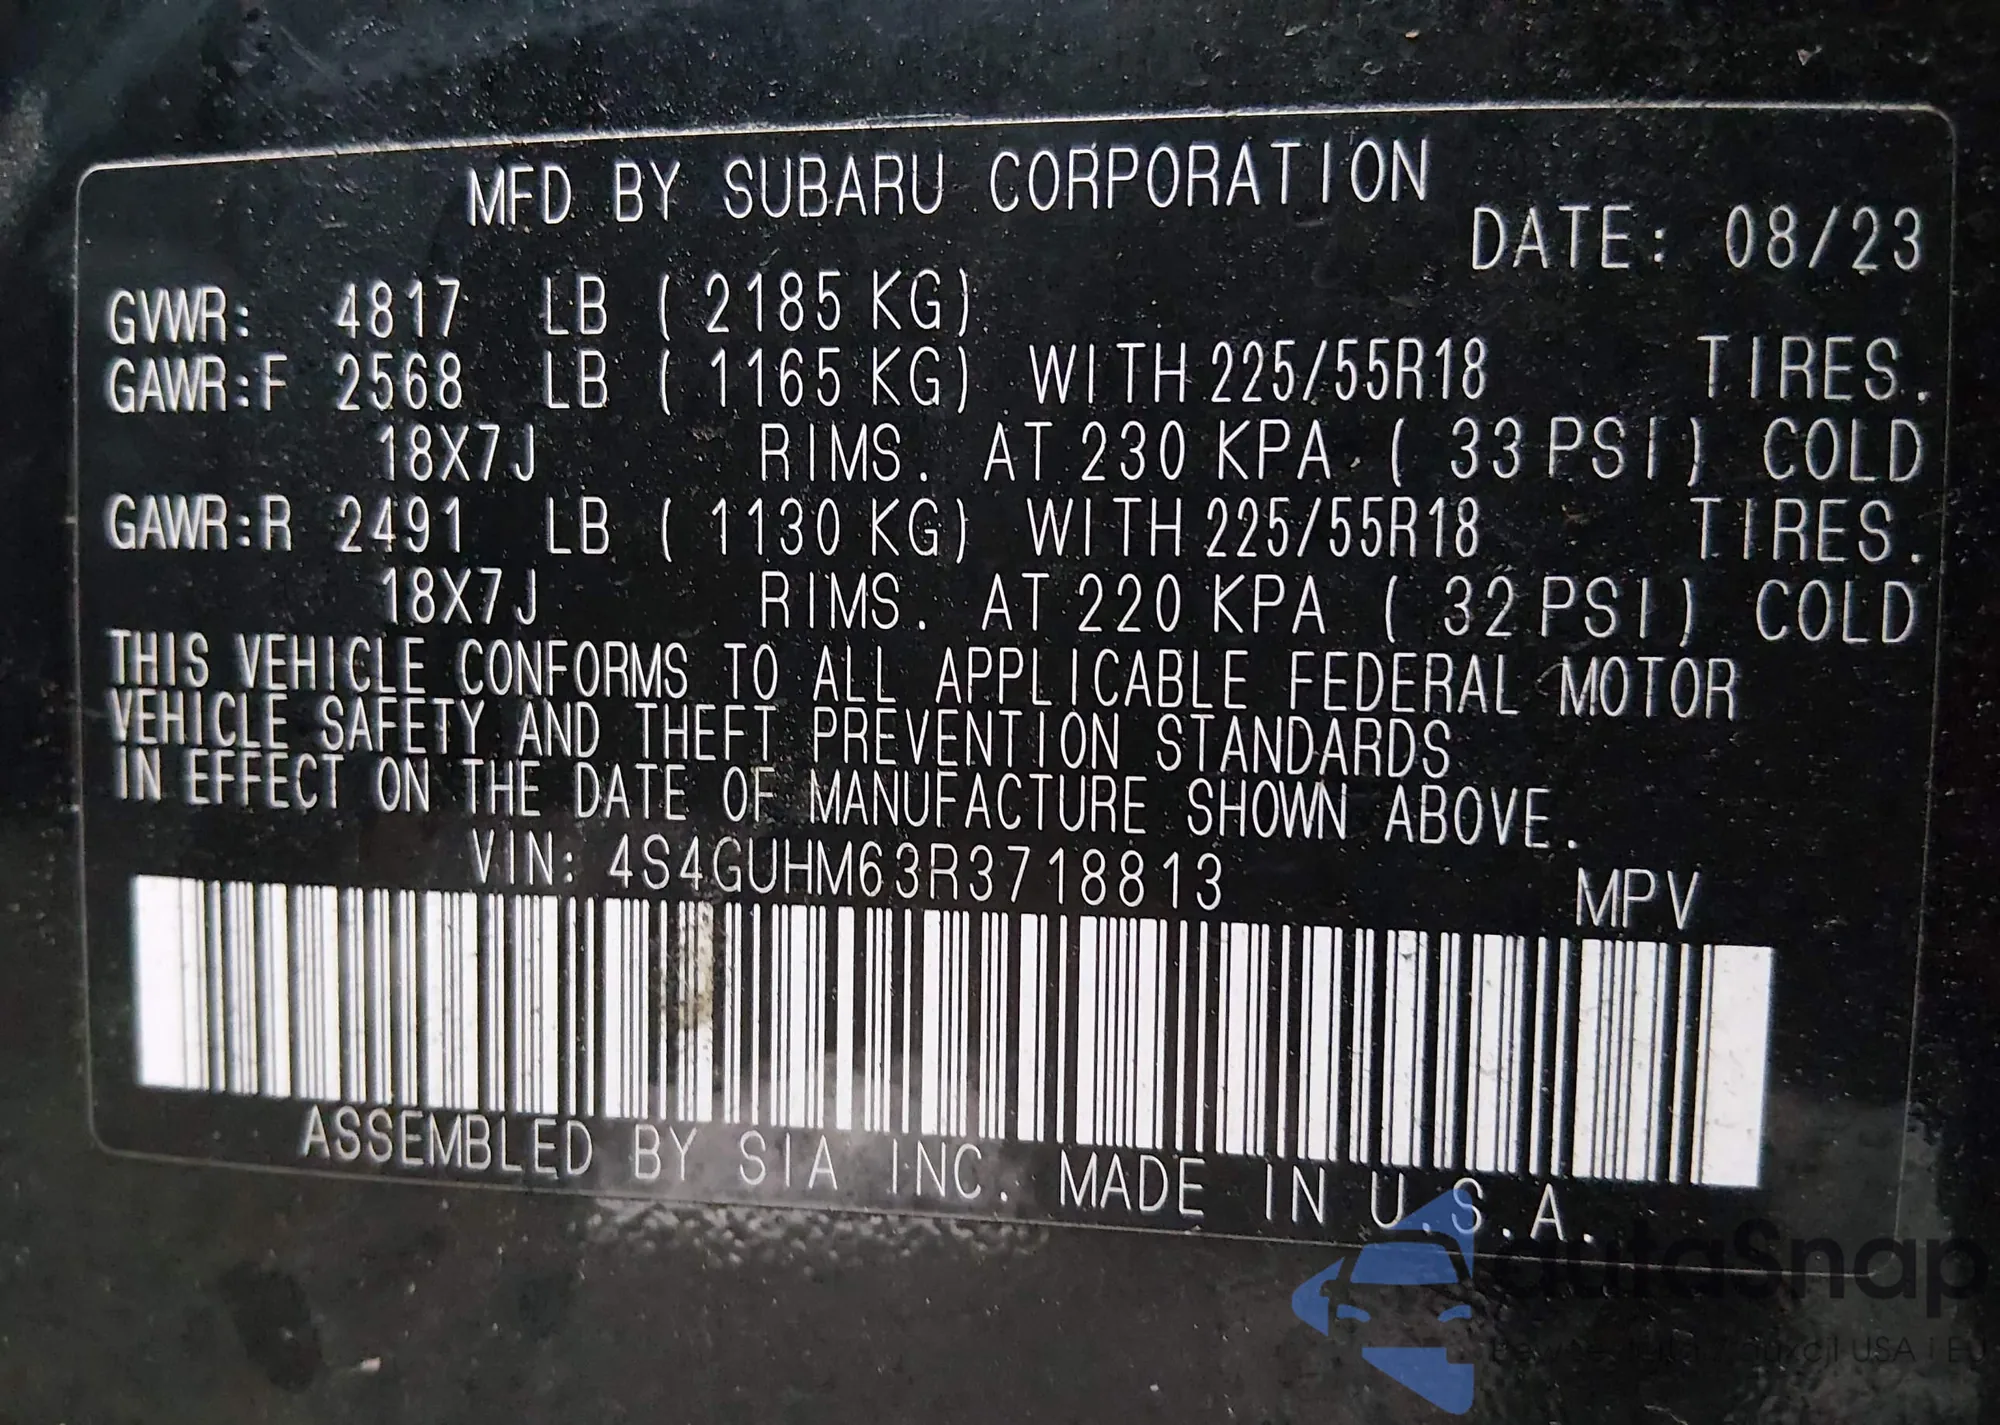 MFD BY SUBARU CORPORATION
DATE: 08/23
GVWR: 4817 LB ( 2185 KG)
GAWR:F 2568 LB ( 1165 KG) WITH 225/55R18 TIRES.
18X7J RIMS. AT 230 KPA ( 33 PSI) COLD
GAWR:R 2491 LB ( 1130 KG) WITH 225/55R18 TIRES.
18X7J RIMS. AT 220 KPA ( 32 PSI) COLD
THIS VEHICLE CONFORMS TO ALL APPLICABLE FEDERAL MOTOR
VEHICLE SAFETY AND THEFT PREVENTION STANDARDS
IN EFFECT ON THE DATE OF MANUFACTURE SHOWN ABOVE.
VIN: 4S4GUHM63R3718813 MPV
ASSEMBLED BY SIA INC. MADE IN U.S.A.
autaSnap
USA i EU